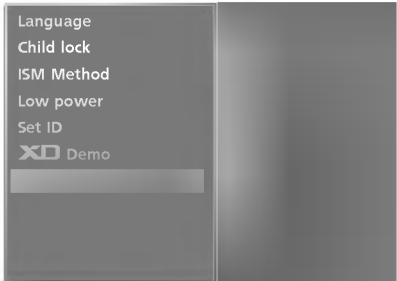 Language
Child lock
ISM Method
Low power
Set ID
XD Demo